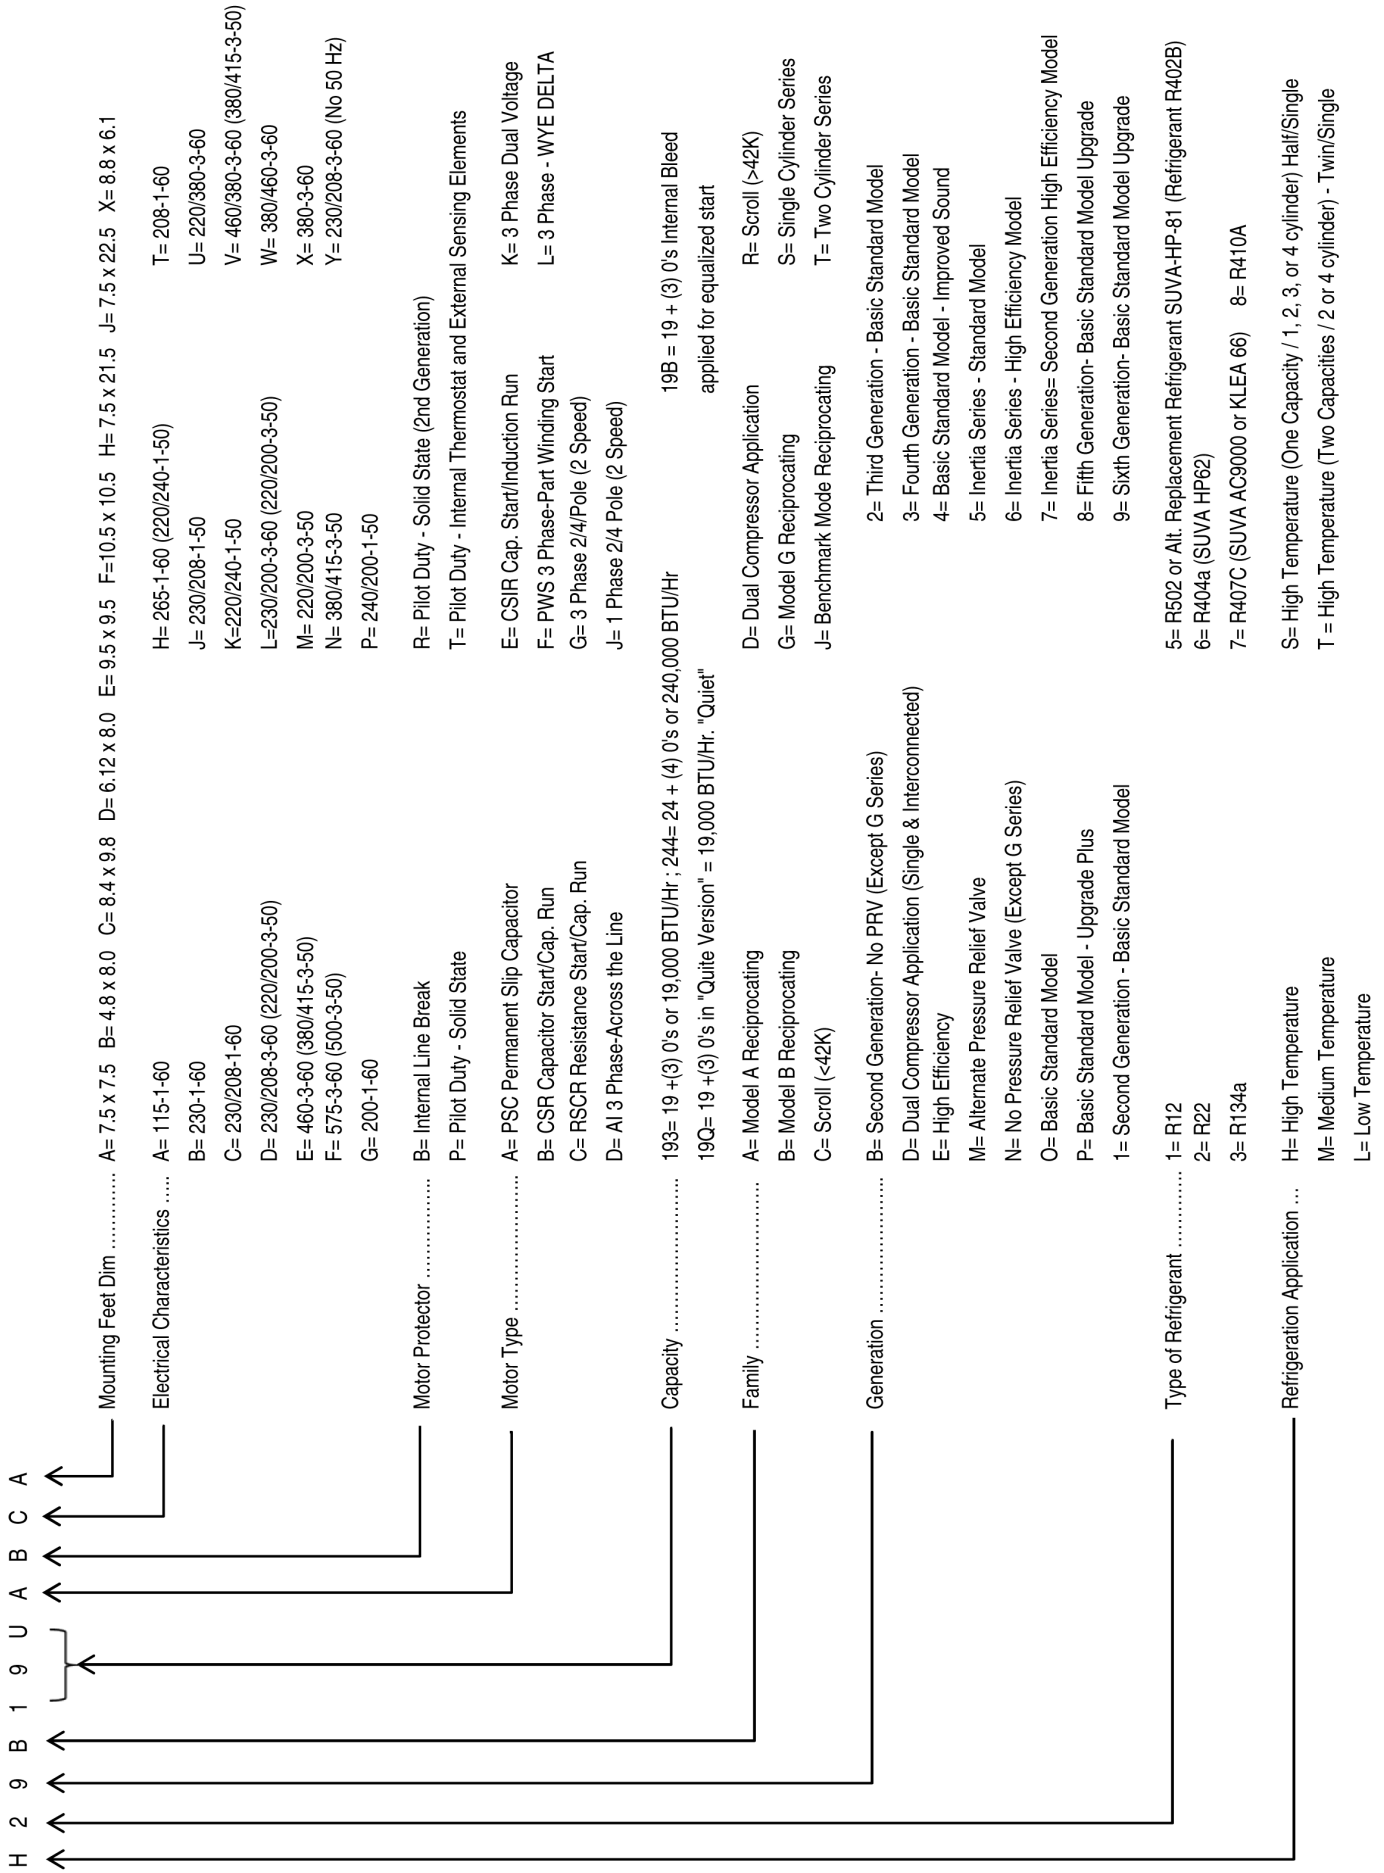 H 2 9 B 1 9 U A B C A
Mounting Feet Dim ............ A= 7.5 x 7.5 B= 4.8 x 8.0 C= 8.4 x 9.8 D= 6.12 x 8.0 E= 9.5 x 9.5 F=10.5 x 10.5 H= 7.5 x 21.5 J= 7.5 x 22.5 X= 8.8 x 6.1
Electrical Characteristics ..... A= 115-1-60 H= 265-1-60 (220/240-1-50) T= 208-1-60
B= 230-1-60 J= 230/208-1-50 U= 220/380-3-60
C= 230/208-1-60 K=220/240-1-50 V= 460/380-3-60 (380/415-3-50)
D= 230/208-3-60 (220/200-3-50) L=230/200-3-60 (220/200-3-50) W= 380/460-3-60
E= 460-3-60 (380/415-3-50) M= 220/200-3-50 X= 380-3-60
F= 575-3-60 (500-3-50) N= 380/415-3-50 Y= 230/208-3-60 (No 50 Hz)
G= 200-1-60 P= 240/200-1-50
Motor Protector ................. B= Internal Line Break R= Pilot Duty - Solid State (2nd Generation)
P= Pilot Duty - Solid State T= Pilot Duty - Internal Thermostat and External Sensing Elements
Motor Type ........................... A= PSC Permanent Slip Capacitor E= CSIR Cap. Start/Induction Run K= 3 Phase Dual Voltage
B= CSR Capacitor Start/Cap. Run F= PWS 3 Phase-Part Winding Start L= 3 Phase - WYE DELTA
C= RSCR Resistance Start/Cap. Run G= 3 Phase 2/4/Pole (2 Speed)
D= AI 3 Phase-Across the Line J= 1 Phase 2/4 Pole (2 Speed)
Capacity ............................. 193= 19 +(3) 0's or 19,000 BTU/Hr ; 244= 24 + (4) 0's or 240,000 BTU/Hr 19B = 19 + (3) 0's Internal Bleed
19Q= 19 +(3) 0's in "Quite Version" = 19,000 BTU/Hr. "Quiet" applied for equalized start
Family ................................ A= Model A Reciprocating D= Dual Compressor Application R= Scroll (>42K)
B= Model B Reciprocating G= Model G Reciprocating S= Single Cylinder Series
C= Scroll (<42K) J= Benchmark Mode Reciprocating T= Two Cylinder Series
Generation ......................... B= Second Generation- No PRV (Except G Series) 2= Third Generation - Basic Standard Model
D= Dual Compressor Application (Single & Interconnected) 3= Fourth Generation - Basic Standard Model
E= High Efficiency 4= Basic Standard Model - Improved Sound
M= Alternate Pressure Relief Valve 5= Inertia Series - Standard Model
N= No Pressure Relief Valve (Except G Series) 6= Inertia Series - High Efficiency Model
O= Basic Standard Model 7= Inertia Series= Second Generation High Efficiency Model
P= Basic Standard Model - Upgrade Plus 8= Fifth Generation- Basic Standard Model Upgrade
1= Second Generation - Basic Standard Model 9= Sixth Generation- Basic Standard Model Upgrade
Type of Refrigerant ............. 1= R12 5= R502 or Alt. Replacement Refrigerant SUVA-HP-81 (Refrigerant R402B)
2= R22 6= R404a (SUVA HP62)
3= R134a 7= R407C (SUVA AC9000 or KLEA 66) 8= R410A
Refrigeration Application ... H= High Temperature S= High Temperature (One Capacity / 1, 2, 3, or 4 cylinder) Half/Single
M= Medium Temperature T = High Temperature (Two Capacities / 2 or 4 cylinder) - Twin/Single
L= Low Temperature